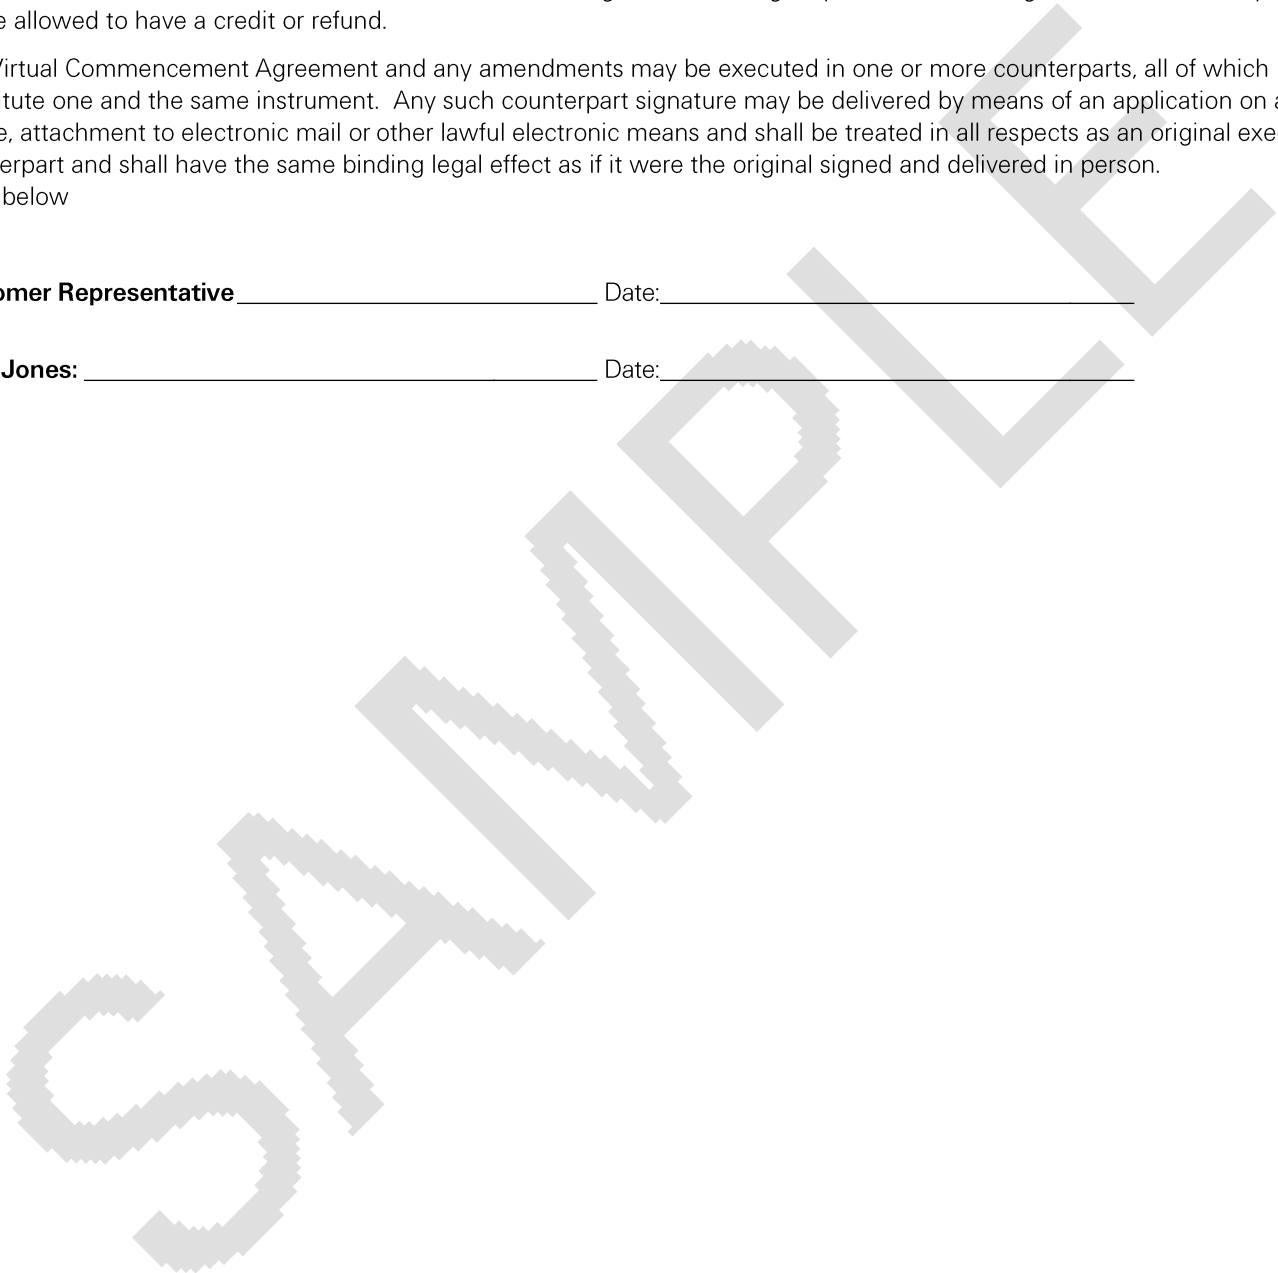 e allowed to have a credit or refund.
Virtual Commencement Agreement and any amendments may be executed in one or more counterparts, all of which
itute one and the same instrument. Any such counterpart signature may be delivered by means of an application on a
e, attachment to electronic mail or other lawful electronic means and shall be treated in all respects as an original exe
erpart and shall have the same binding legal effect as if it were the original signed and delivered in person.
below
omer Representative Date:
Jones: Date:
SAMPLE